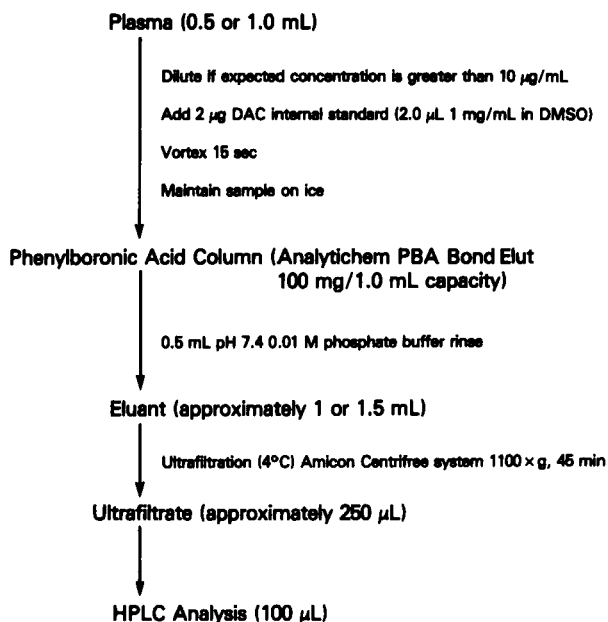 Plasma (0.5 or 1.0 mL)
Dilute if expected concentration is greater than 10 µg/mL
Add 2 µg DAC internal standard (2.0 µL 1 mg/mL in DMSO)
Vortex 15 sec
Maintain sample on ice
Phenylboronic Acid Column (Analytichem PBA Bond Elut
100 mg/1.0 mL capacity)
0.5 mL pH 7.4 0.01 M phosphate buffer rinse
Eluant (approximately 1 or 1.5 mL)
Ultrafiltration (4°C) Amicon Centrifree system 1100 × g, 45 min
Ultrafiltrate (approximately 250 µL)
HPLC Analysis (100 µL)